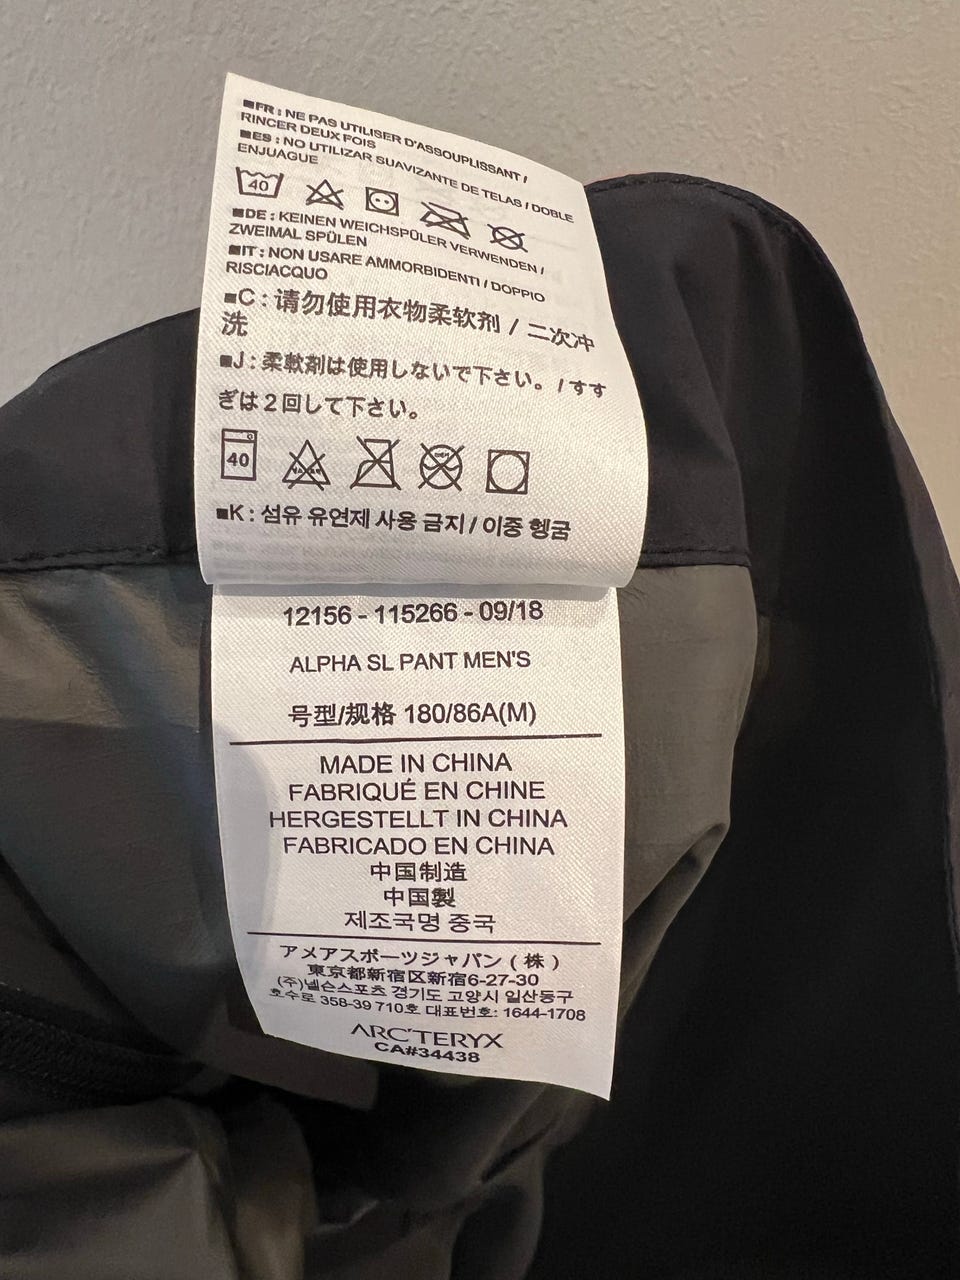 ■FR : NE PAS UTILISER D'ASSOUPLISSANT /
RINCER DEUX FOIS
■ES : NO UTILIZAR SUAVIZANTE DE TELAS / DOBLE
ENJUAGUE
40
■DE : KEINEN WEICHSPÜLER VERWENDEN /
ZWEIMAL SPÜLEN
■IT : NON USARE AMMORBIDENTI / DOPPIO
RISCIACQUO
■C : 请勿使用衣物柔软剂 / 二次冲
洗
■J : 柔軟剤は使用しないで下さい。 / すす
ぎは2回して下さい。
40
■K : 섬유 유연제 사용 금지 / 이중 헹굼
12156 - 115266 - 09/18
ALPHA SL PANT MEN'S
号型/规格 180/86A(M)
MADE IN CHINA
FABRIQUÉ EN CHINE
HERGESTELLT IN CHINA
FABRICADO EN CHINA
中国制造
中国製
제조국명 중국
アメアスポーツジャパン ( 株 )
東京都新宿区新宿6-27-30
(주)넬슨스포츠 경기도 고양시 일산동구
호수로 358-39 710호 대표번호: 1644-1708
ARC'TERYX
CA#34438